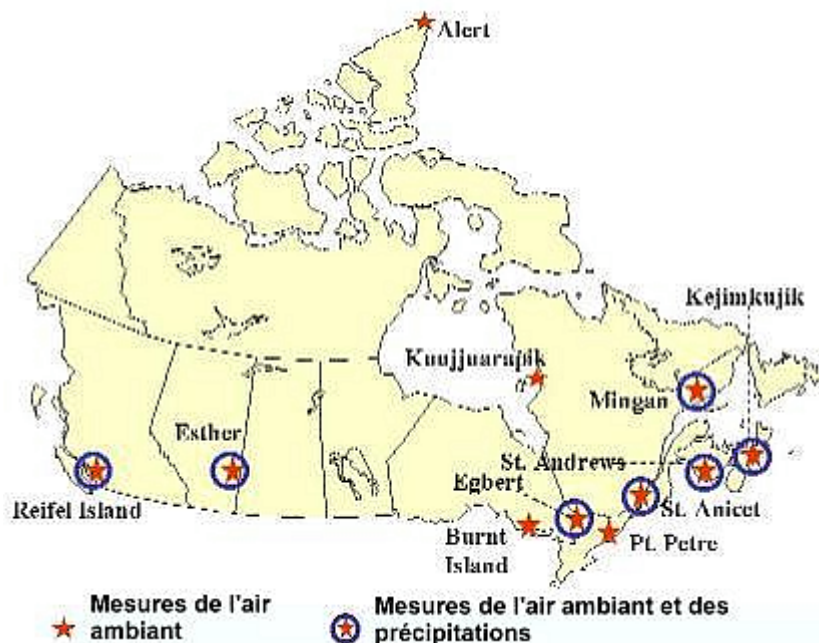 Alert
Kejimkujik
Kuujjuarapik
Mingan
Esther
St. Andrews
Egbert
Reifel Island
St. Anicet
Burnt
Island
Pt. Petre
Mesures de l'air
ambiant
Mesures de l'air ambiant et des
précipitations